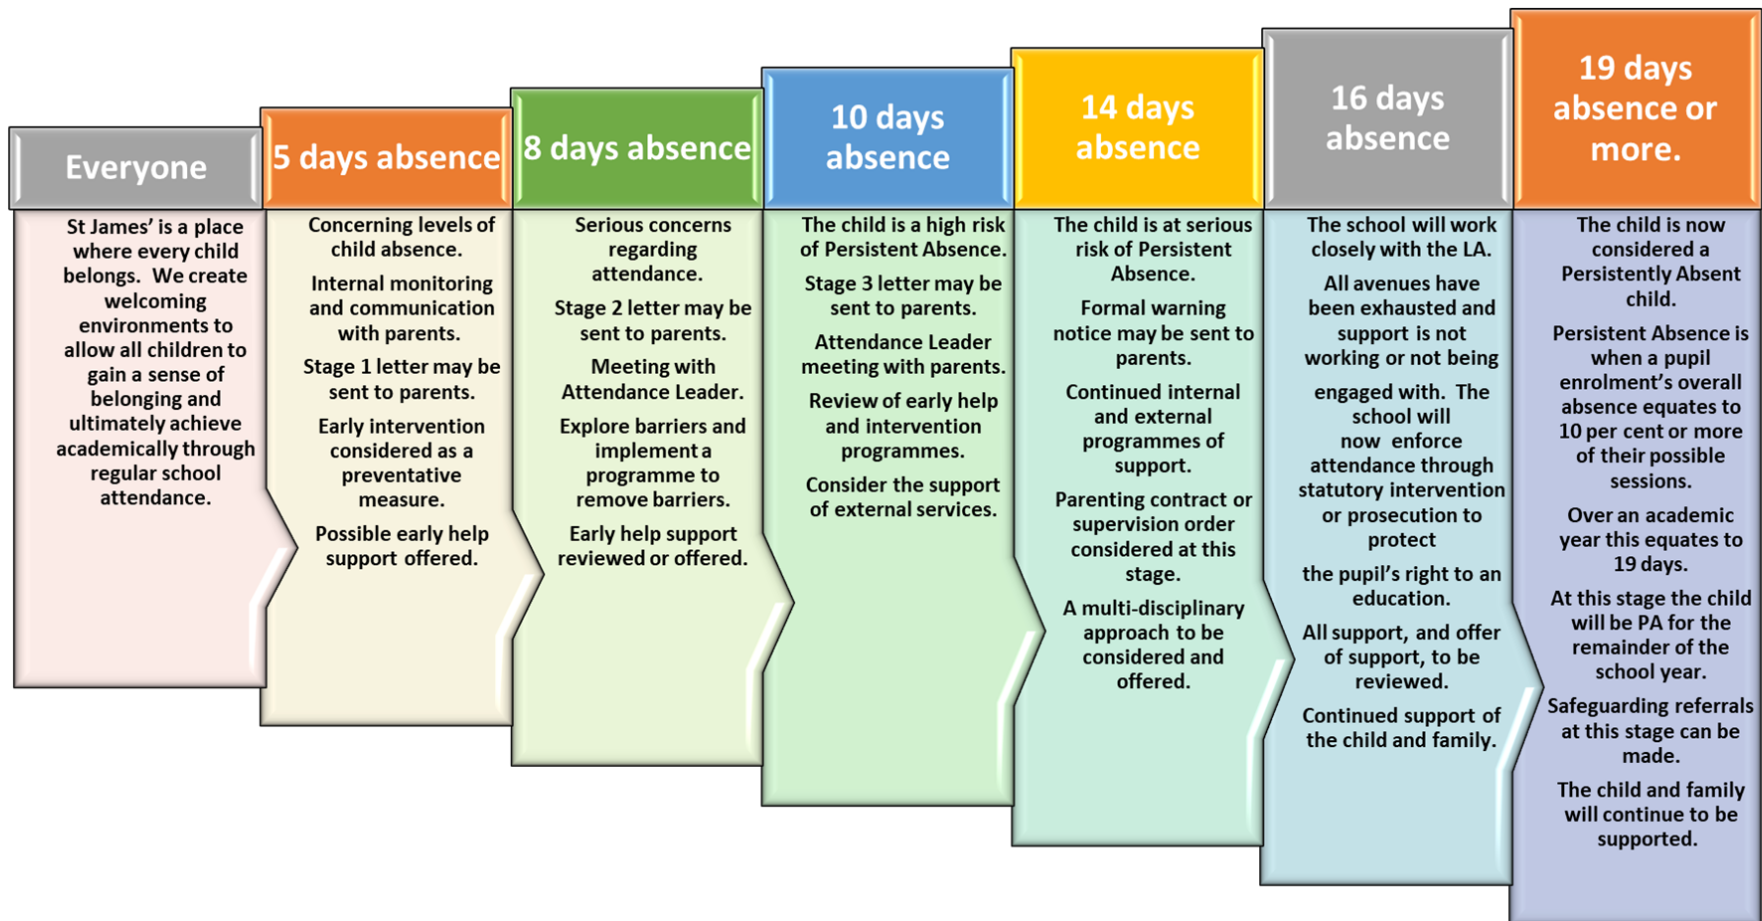 Everyone
St James’ is a place
where every child
belongs.  We create
welcoming
environments to
allow all children to
gain a sense of
belonging and
ultimately achieve
academically through
regular school
attendance.
5 days absence
Concerning levels of
child absence.
Internal monitoring
and communication
with parents.
Stage 1 letter may be
sent to parents.
Early intervention
considered as a
preventative
measure.
Possible early help
support offered.
8 days absence
Serious concerns
regarding
attendance.
Stage 2 letter may be
sent to parents.
Meeting with
Attendance Leader.
Explore barriers and
implement a
programme to
remove barriers.
Early help support
reviewed or offered.
10 days
absence
The child is a high risk
of Persistent Absence.
Stage 3 letter may be
sent to parents.
Attendance Leader
meeting with parents.
Review of early help
and intervention
programmes.
Consider the support
of external services.
14 days
absence
The child is at serious
risk of Persistent
Absence.
Formal warning
notice may be sent to
parents.
Continued internal
and external
programmes of
support.
Parenting contract or
supervision order
considered at this
stage.
A multi-disciplinary
approach to be
considered and
offered.
16 days
absence
The school will work
closely with the LA.
All avenues have
been exhausted and
support is not
working or not being
engaged with.  The
school will
now  enforce
attendance through
statutory intervention
or prosecution to
protect
the pupil’s right to an
education.
All support, and offer
of support, to be
reviewed.
Continued support of
the child and family.
19 days
absence or
more.
The child is now
considered a
Persistently Absent
child.
Persistent Absence is
when a pupil
enrolment’s overall
absence equates to
10 per cent or more
of their possible
sessions.
Over an academic
year this equates to
19 days.
At this stage the child
will be PA for the
remainder of the
school year.
Safeguarding referrals
at this stage can be
made.
The child and family
will continue to be
supported.